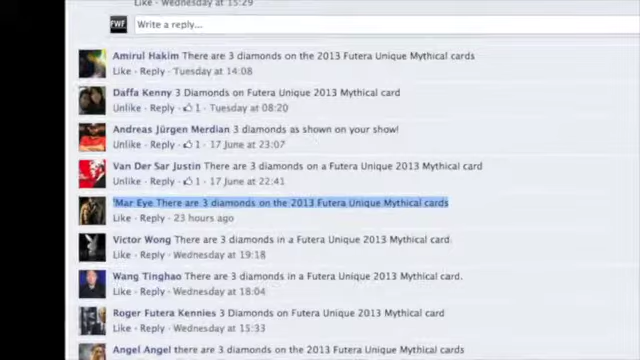 Like · Wednesday at 15:29
FWF Write a reply...
Amirul Hakim There are 3 diamonds on the 2013 Futera Unique Mythical cards
Like · Reply · Tuesday at 14:08
Daffa Kenny 3 Diamonds on Futera Unique 2013 Mythical card
Unlike · Reply · 1 · Tuesday at 08:20
Andreas Jürgen Merdian 3 diamonds as shown on your show!
Unlike · Reply · 1 · 17 June at 23:07
Van Der Sar Justin There are 3 diamonds on a Futera Unique 2013 Mythical card
Unlike · Reply · 1 · 17 June at 22:41
'Mar Eye There are 3 diamonds on the 2013 Futera Unique Mythical cards
Like · Reply · 23 hours ago
Victor Wong There are 3 diamonds in a Futera Unique 2013 Mythical card.
Like · Reply · Wednesday at 19:18
Wang Tinghao There are 3 diamonds in a Futera Unique 2013 Mythical card.
Like · Reply · Wednesday at 18:04
Roger Futera Kennies 3 Diamonds on Futera Unique 2013 Mythical card
Like · Reply · Wednesday at 15:33
Angel Angel there are 3 diamonds on the 2013 Futera Unique Mythical cards